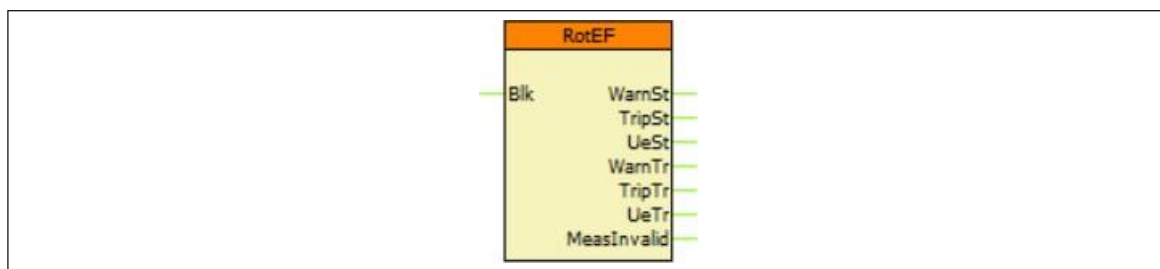 RotEF
Blk WarnSt
TripSt
UeSt
WarnTr
TripTr
UeTr
MeasInvalid